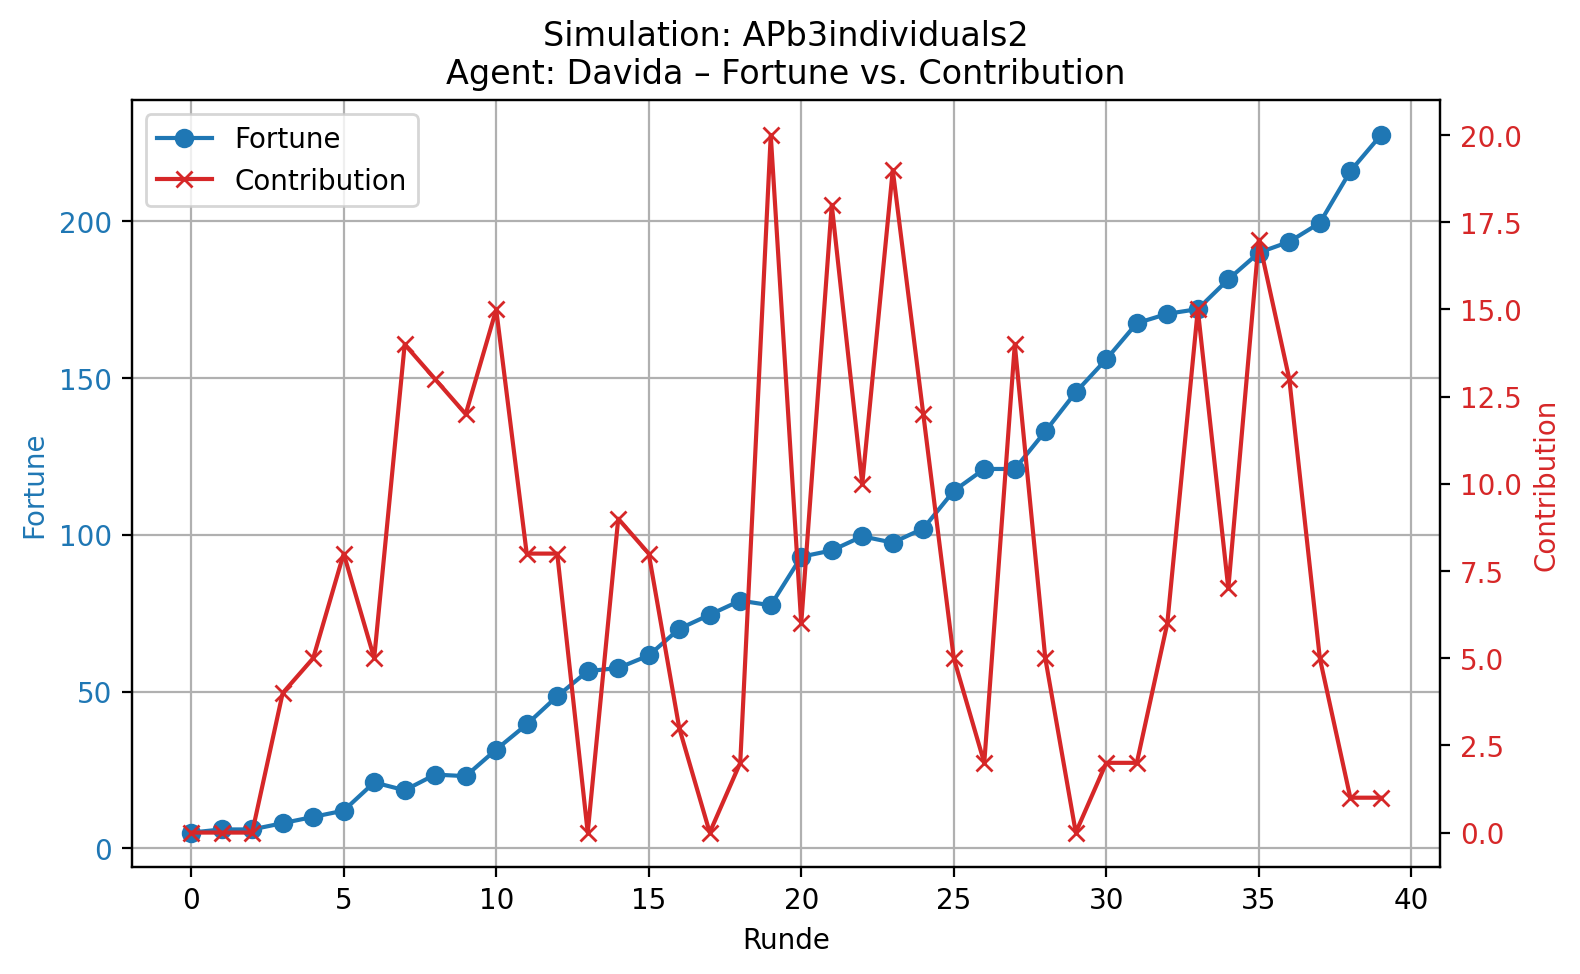 Simulation: APb3individuals2
Agent: Davida – Fortune vs. Contribution
Fortune
Contribution
200
150
100
50
0
Fortune
20.0
17.5
15.0
12.5
10.0
7.5
5.0
2.5
0.0
Contribution
0 5 10 15 20 25 30 35 40
Runde